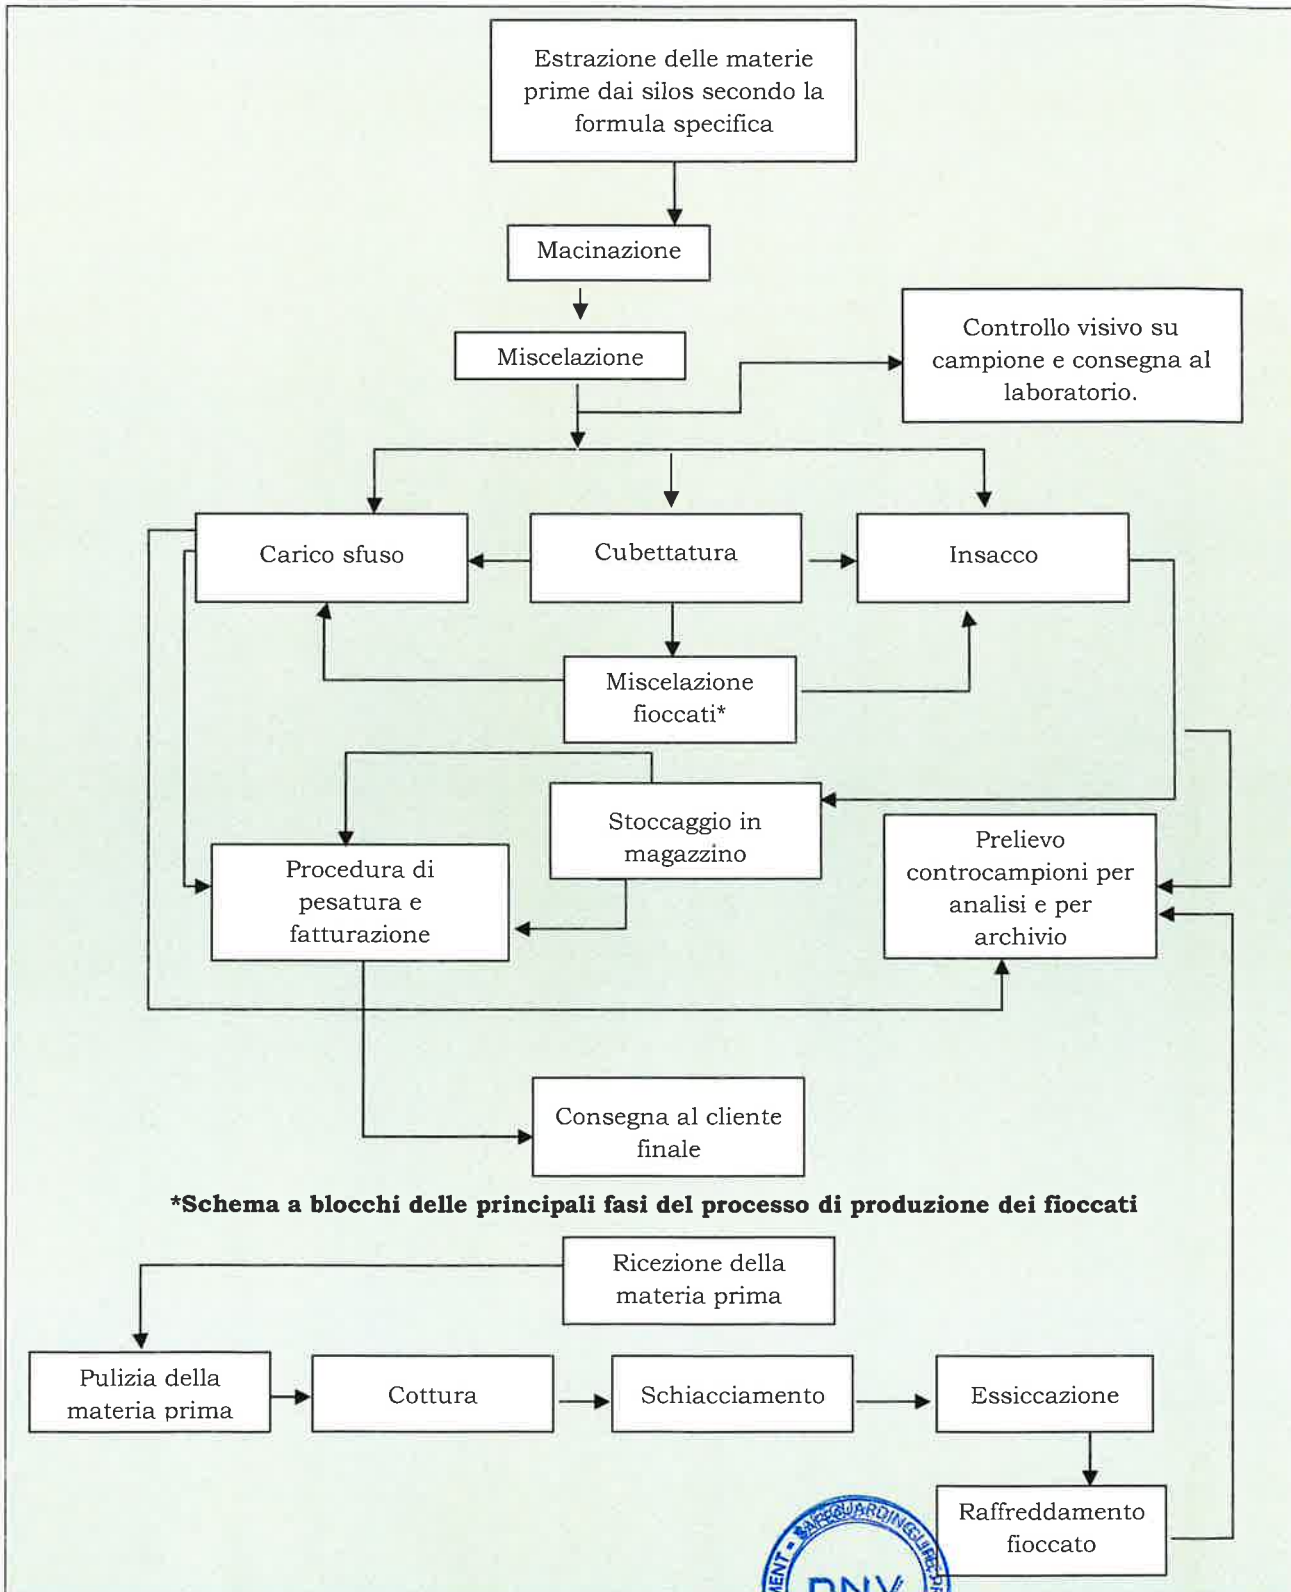 Estrazione delle materie
prime dai silos secondo la
formula specifica
Macinazione
Miscelazione
Controllo visivo su
campione e consegna al
laboratorio.
Carico sfuso
Cubettatura
Insacco
Miscelazione
fioccati*
Stoccaggio in
magazzino
Procedura di
pesatura e
fatturazione
Prelievo
controcampioni per
analisi e per
archivio
Consegna al cliente
finale
*Schema a blocchi delle principali fasi del processo di produzione dei fioccati
Ricezione della
materia prima
Pulizia della
materia prima
Cottura
Schiacciamento
Essiccazione
Raffreddamento
fioccato
SAFEGUARDING
DNV